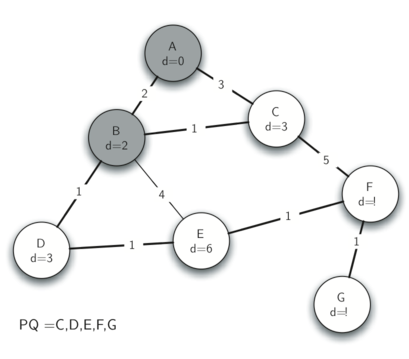 A
d=0
2
3
C
d=3
B
d=2
1
5
1
4
F
d=!
1
D
d=3
1
E
d=6
1
G
d=!
PQ =C,D,E,F,G